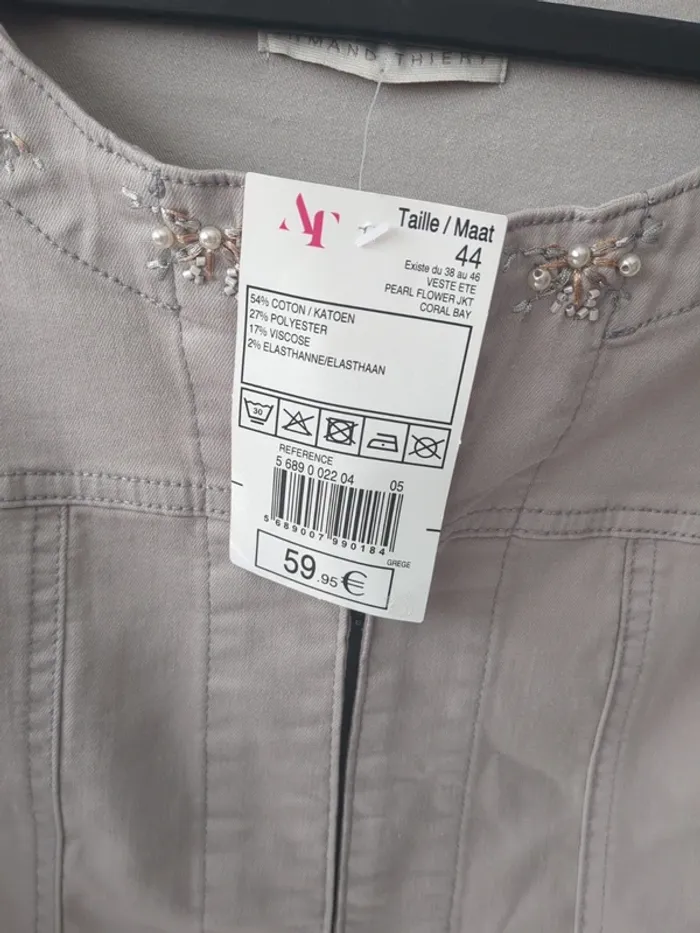 THIERY
AT
Taille / Maat
44
Existe du 38 au 46
VESTE ETE
PEARL FLOWER JKT
CORAL BAY
54% COTON / KATOEN
27% POLYESTER
17% VISCOSE
2% ELASTHANNE/ELASTHAAN
30
REFERENCE
5 689 0 022 04 05
5 689007 990184
GREGE
59.95€